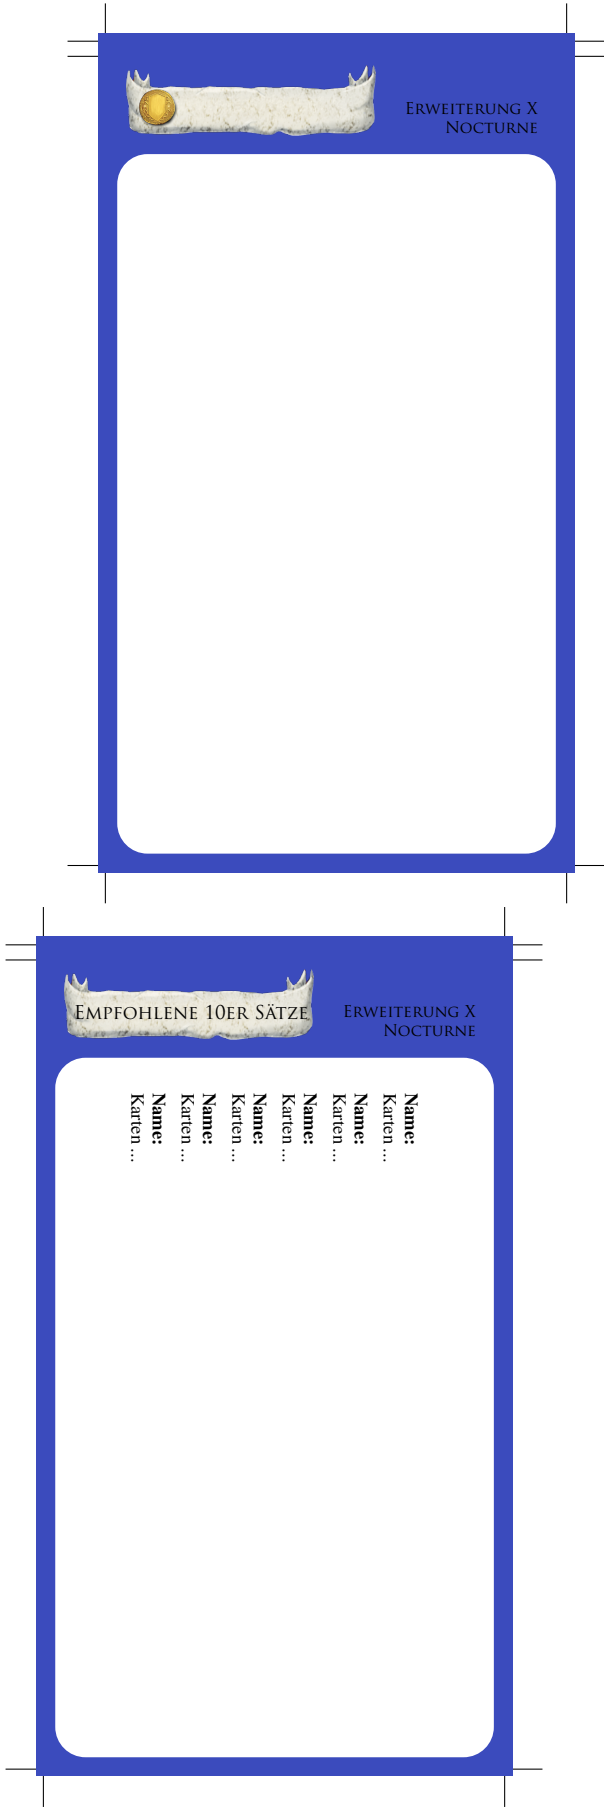 Erweiterung X
Nocturne
Empfohlene 10er Sätze
Erweiterung X
Nocturne
Name:
Karten ...
Name:
Karten ...
Name:
Karten ...
Name:
Karten ...
Name:
Karten ...
Name:
Karten ...